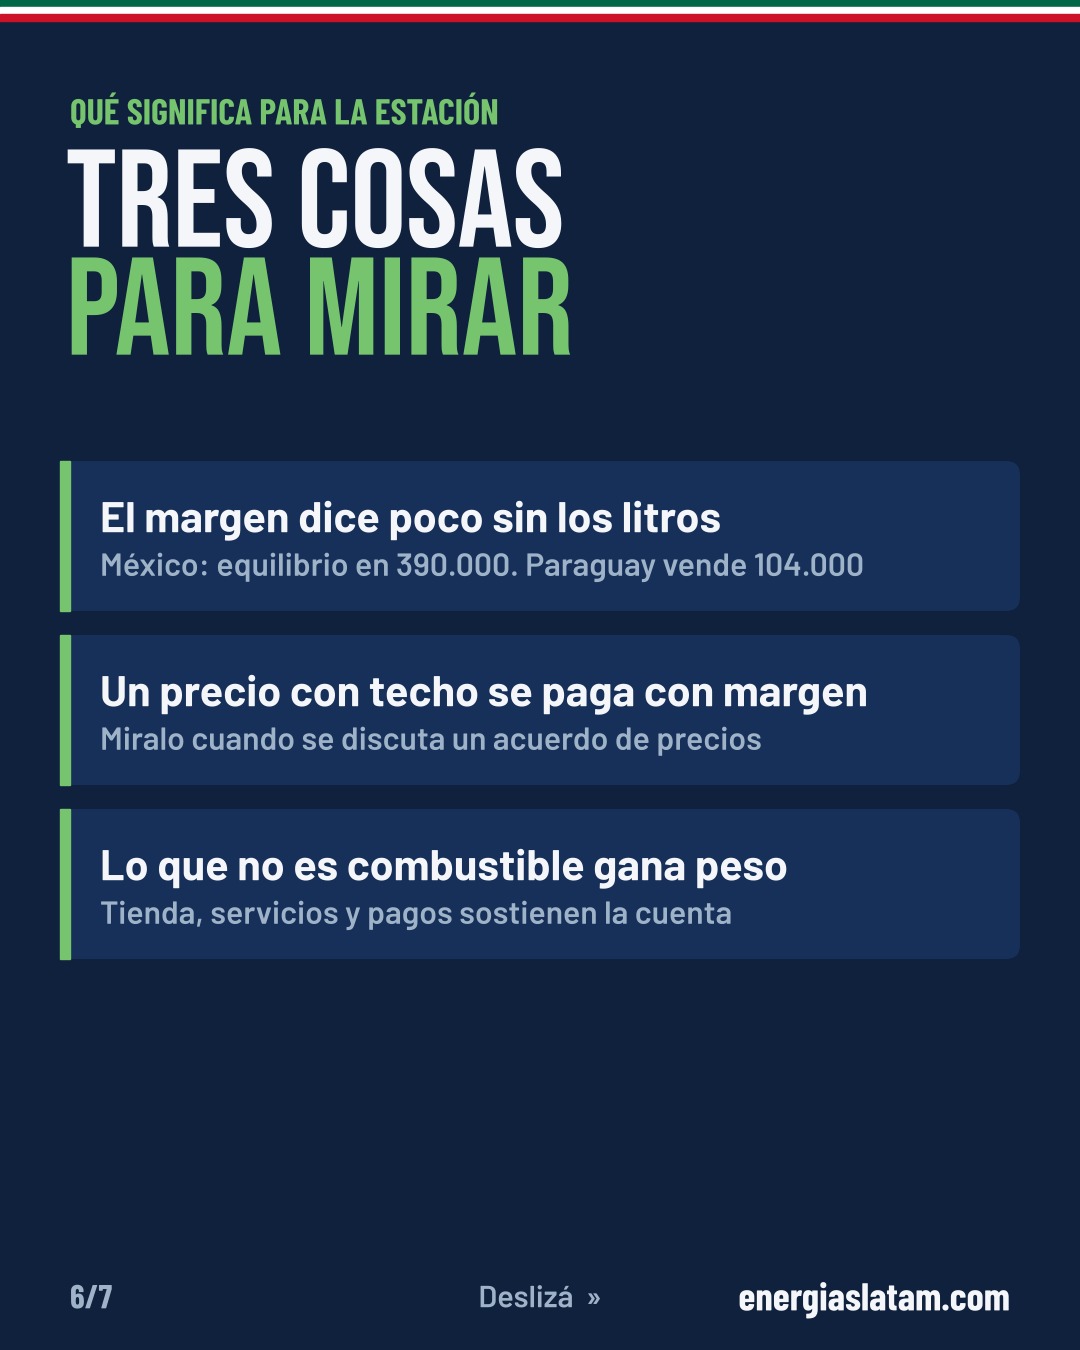 QUÉ SIGNIFICA PARA LA ESTACIÓN
TRES COSAS
PARA MIRAR
El margen dice poco sin los litros
México: equilibrio en 390.000. Paraguay vende 104.000
Un precio con techo se paga con margen
Miralo cuando se discuta un acuerdo de precios
Lo que no es combustible gana peso
Tienda, servicios y pagos sostienen la cuenta
6/7
Deslizá »
energiaslatam.com